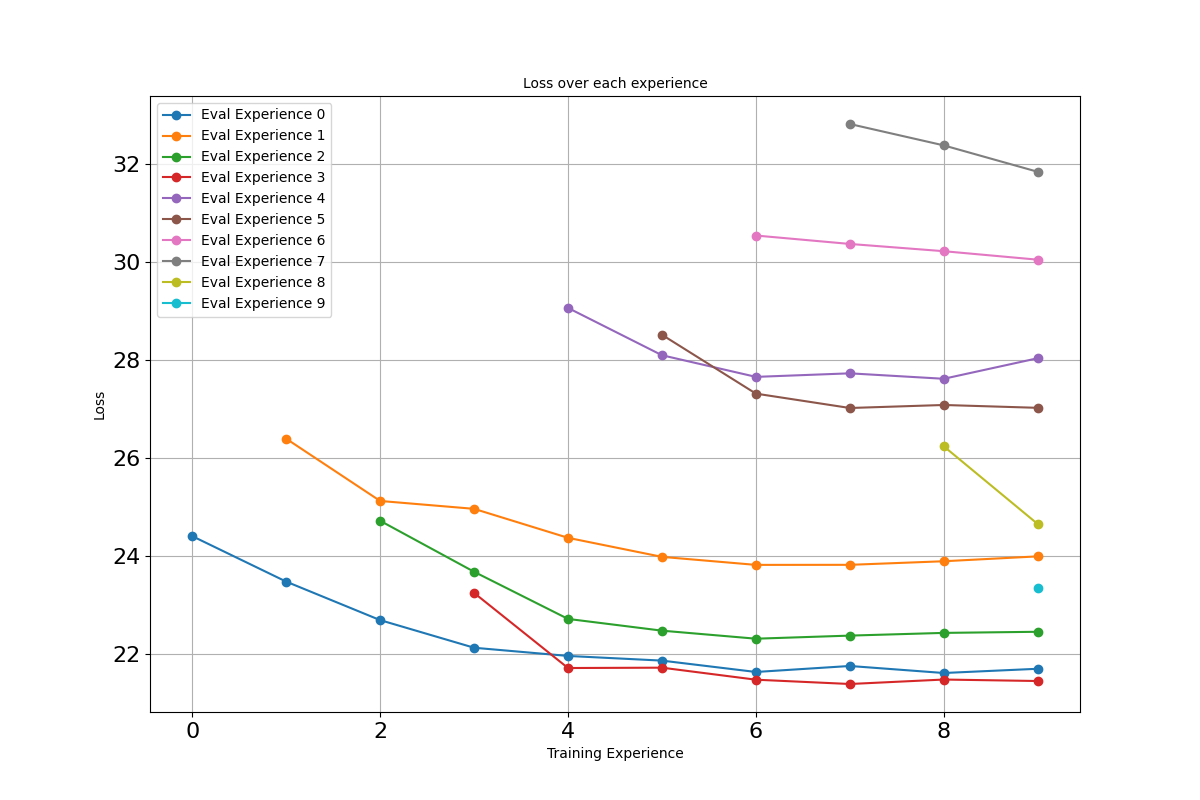 Loss over each experience
Eval Experience 0
Eval Experience 1
Eval Experience 2
Eval Experience 3
Eval Experience 4
Eval Experience 5
Eval Experience 6
Eval Experience 7
Eval Experience 8
Eval Experience 9
32
30
28
26
24
22
Loss
0 2 4 6 8
Training Experience